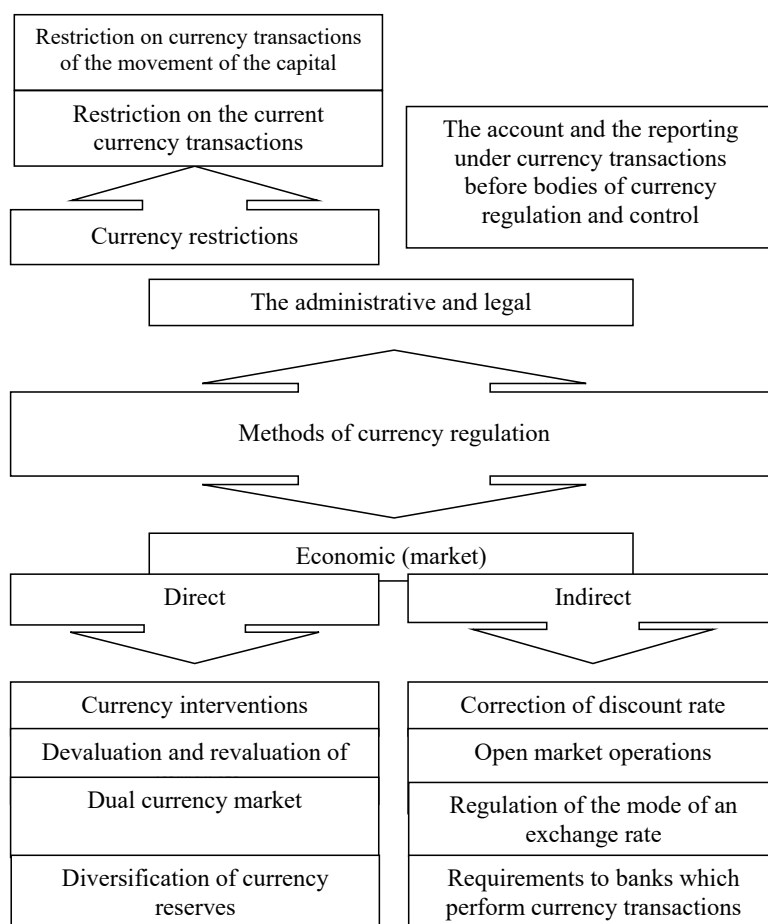 Restriction on currency transactions
of the movement of the capital
Restriction on the current
currency transactions
The account and the reporting
under currency transactions
before bodies of currency
regulation and control
Currency restrictions
The administrative and legal
Methods of currency regulation
Economic (market)
Direct
Indirect
Currency interventions
Devaluation and revaluation of
Dual currency market
Diversification of currency
reserves
Correction of discount rate
Open market operations
Regulation of the mode of an
exchange rate
Requirements to banks which
perform currency transactions